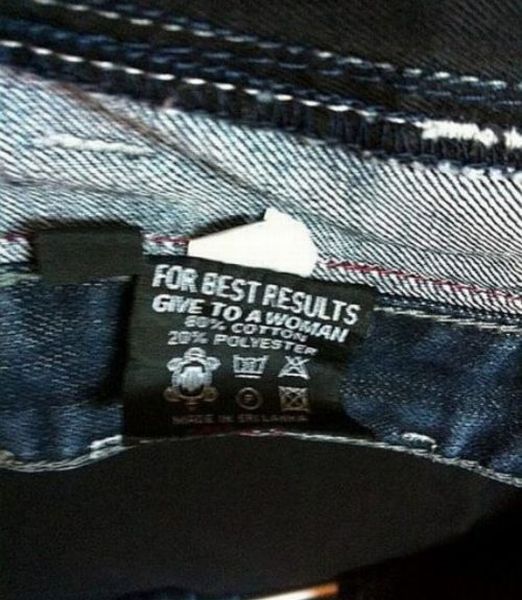 FOR BEST RESULTS
GIVE TO A WOMAN
80% COTTON
20% POLYESTER
MADE IN SRI LANKA